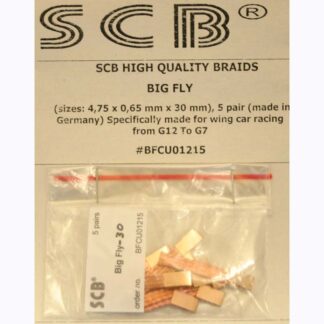 SCB®
SCB HIGH QUALITY BRAIDS
BIG FLY
(sizes: 4,75 x 0,65 mm x 30 mm), 5 pair (made in
Germany) Specifically made for wing car racing
from G12 To G7
#BFCU01215
5 pairs
Big Fly-30
BFCU01215
SCB®
order no.